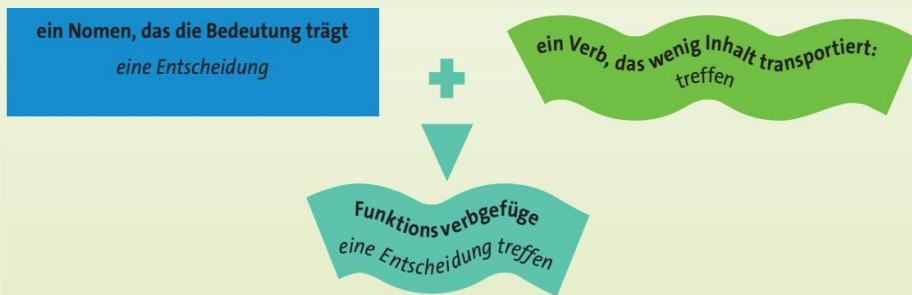 ein Nomen, das die Bedeutung trägt
eine Entscheidung
ein Verb, das wenig Inhalt transportiert:
treffen
Funktionsverbgefüge
eine Entscheidung treffen